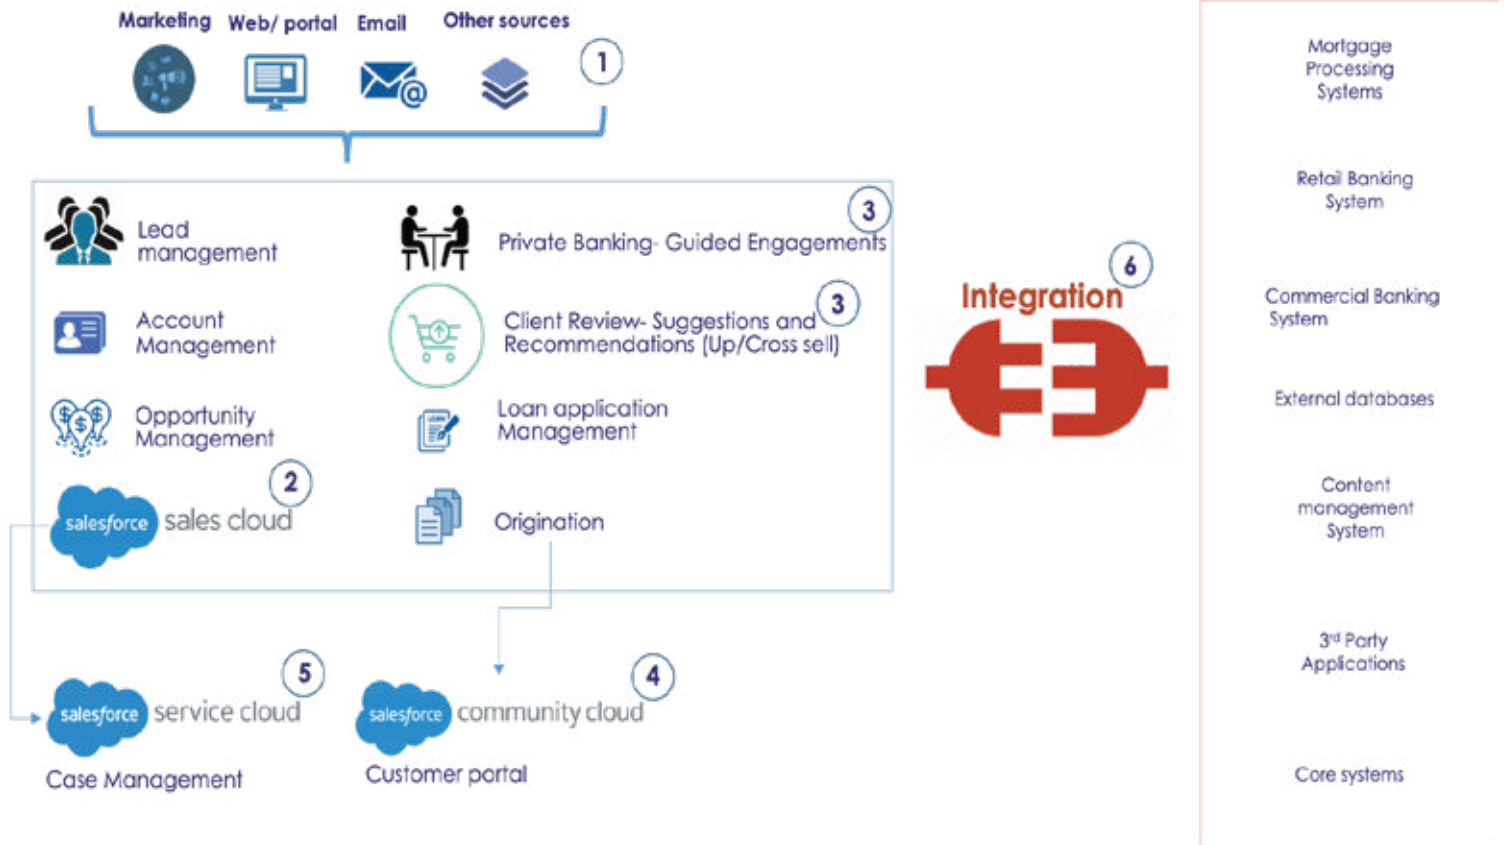 Marketing
Web/ portal
Email
Other sources
1
Lead
management
Account
Management
Opportunity
Management
2
salesforce sales cloud
3
Private Banking- Guided Engagements
3
Client Review- Suggestions and
Recommendations (Up/Cross sell)
LOAN
Loan application
Management
Origination
5
salesforce service cloud
Case Management
4
salesforce community cloud
Customer portal
6
Integration
Mortgage
Processing
Systems
Retail Banking
System
Commercial Banking
System
External databases
Content
management
System
3rd Party
Applications
Core systems